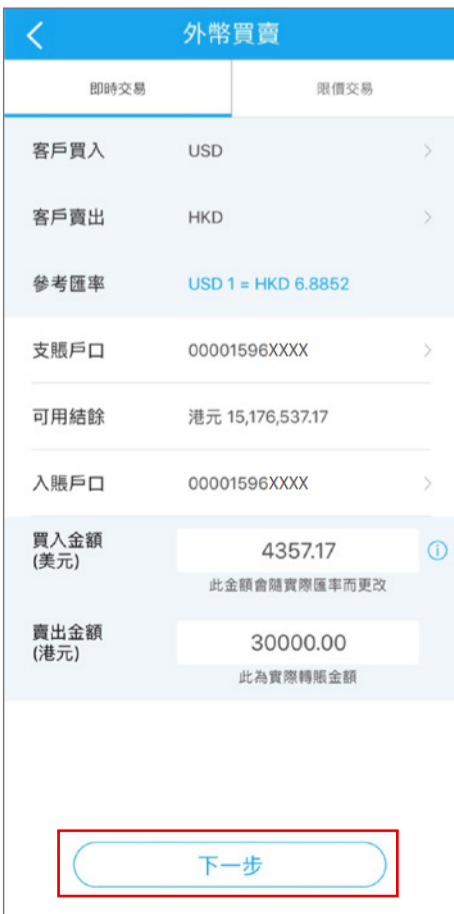 外幣買賣
即時交易 限價交易
客戶買入 USD
客戶賣出 HKD
參考匯率 USD 1 = HKD 6.8852
支賬戶口 00001596XXXX
可用結餘 港元 15,176,537.17
入賬戶口 00001596XXXX
買入金額
(美元) 4357.17
此金額會隨實際匯率而更改
賣出金額
(港元) 30000.00
此為實際轉賬金額
下一步